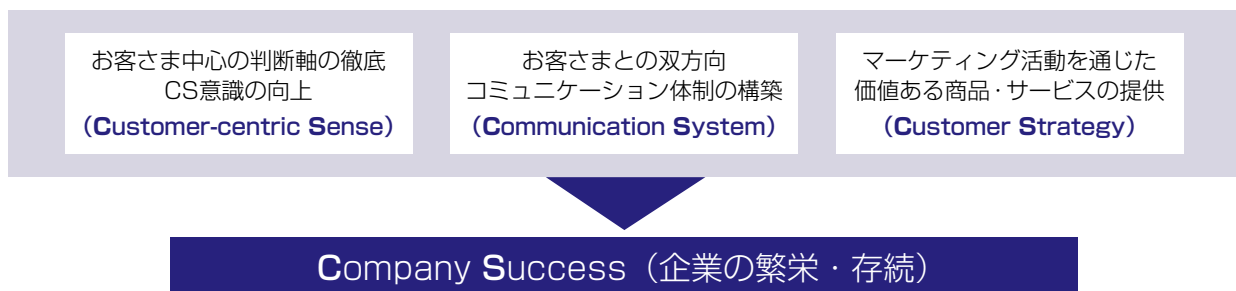 お客さま中心の判断軸の徹底
CS意識の向上
（Customer-centric Sense）
お客さまとの双方向
コミュニケーション体制の構築
（Communication System）
マーケティング活動を通じた
価値ある商品・サービスの提供
（Customer Strategy）
Company Success（企業の繁栄・存続）